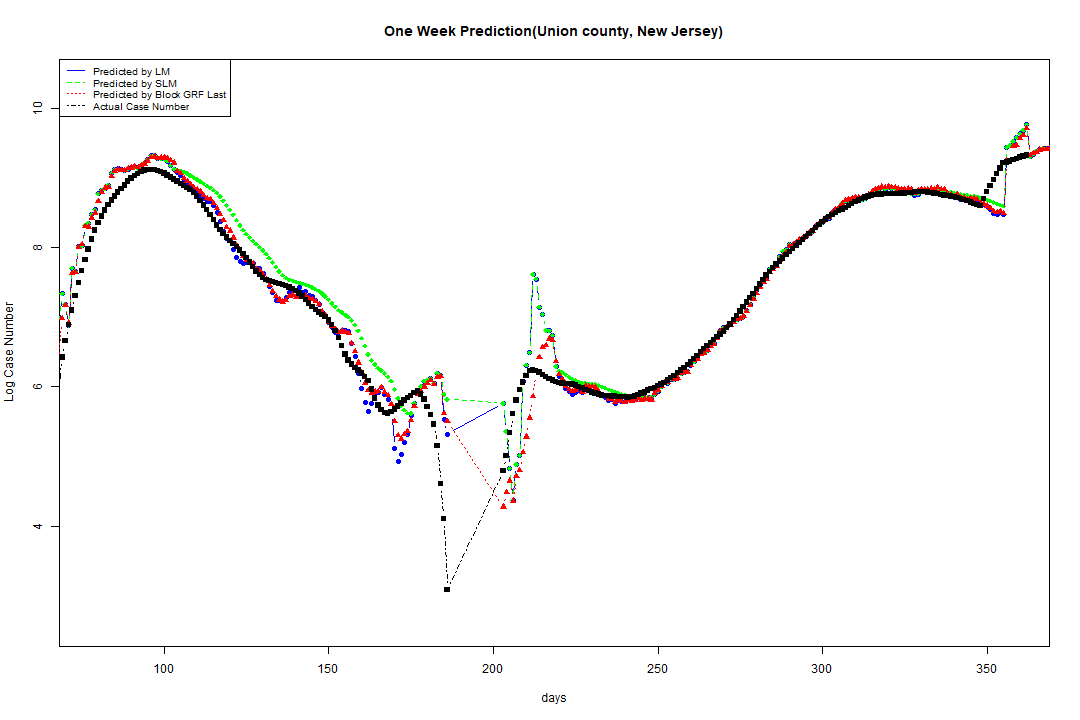 One Week Prediction(Union county, New Jersey)
Predicted by LM
Predicted by SLM
Predicted by Block GRF Last
Actual Case Number
10
8
6
4
Log Case Number
100 150 200 250 300 350
days